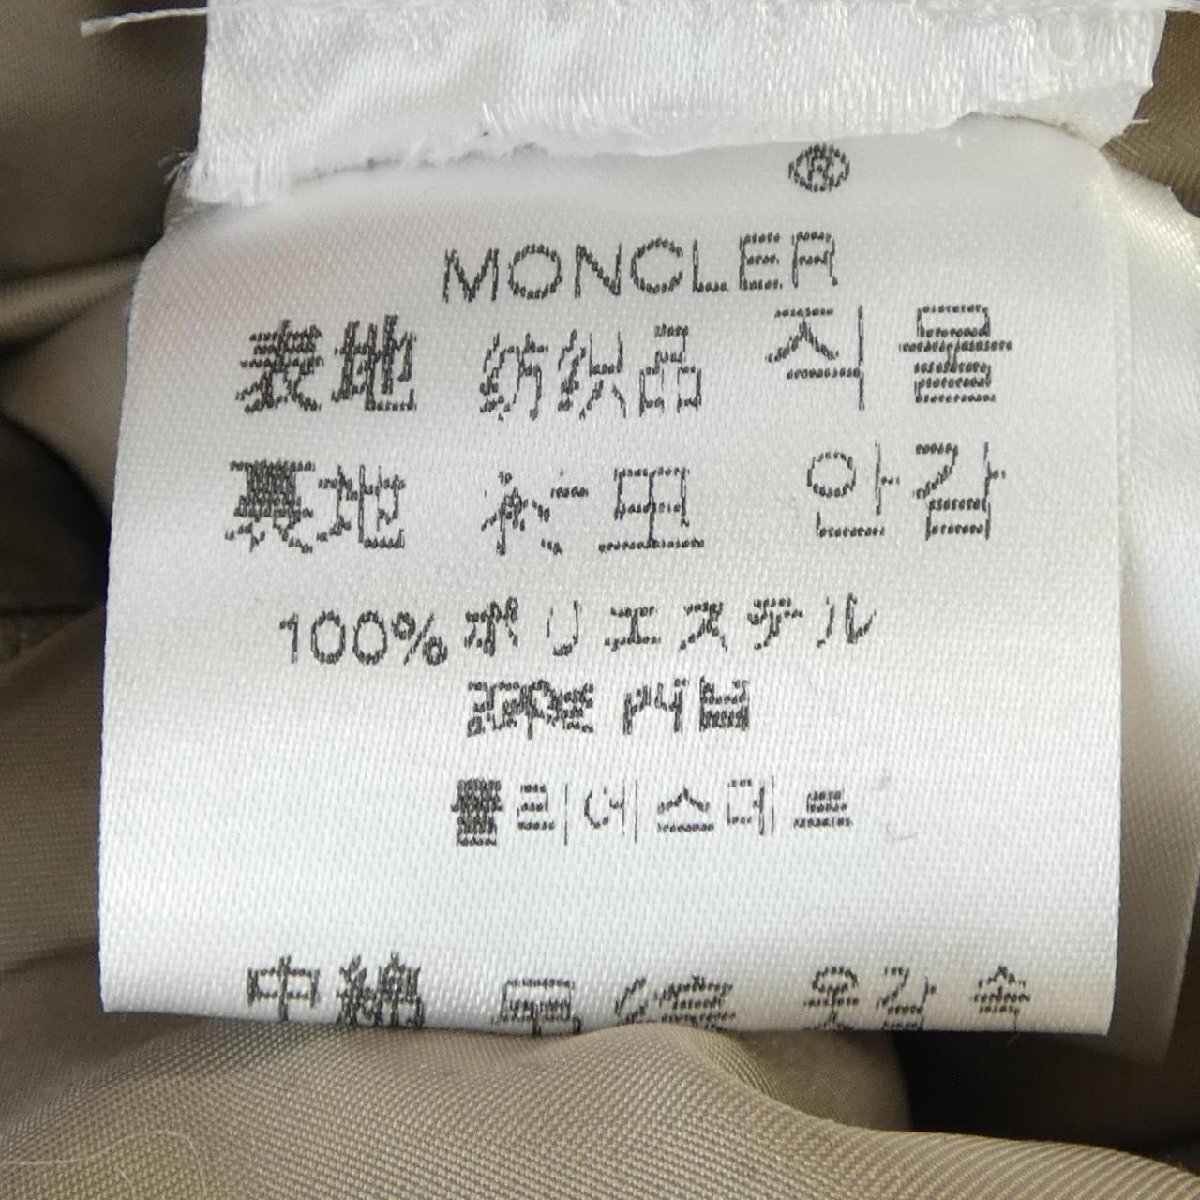 ®
MONCLER
表地 纺织品 직물
裏地 衬里 안감
100% ポリエステル
폴리에스테르
中綿